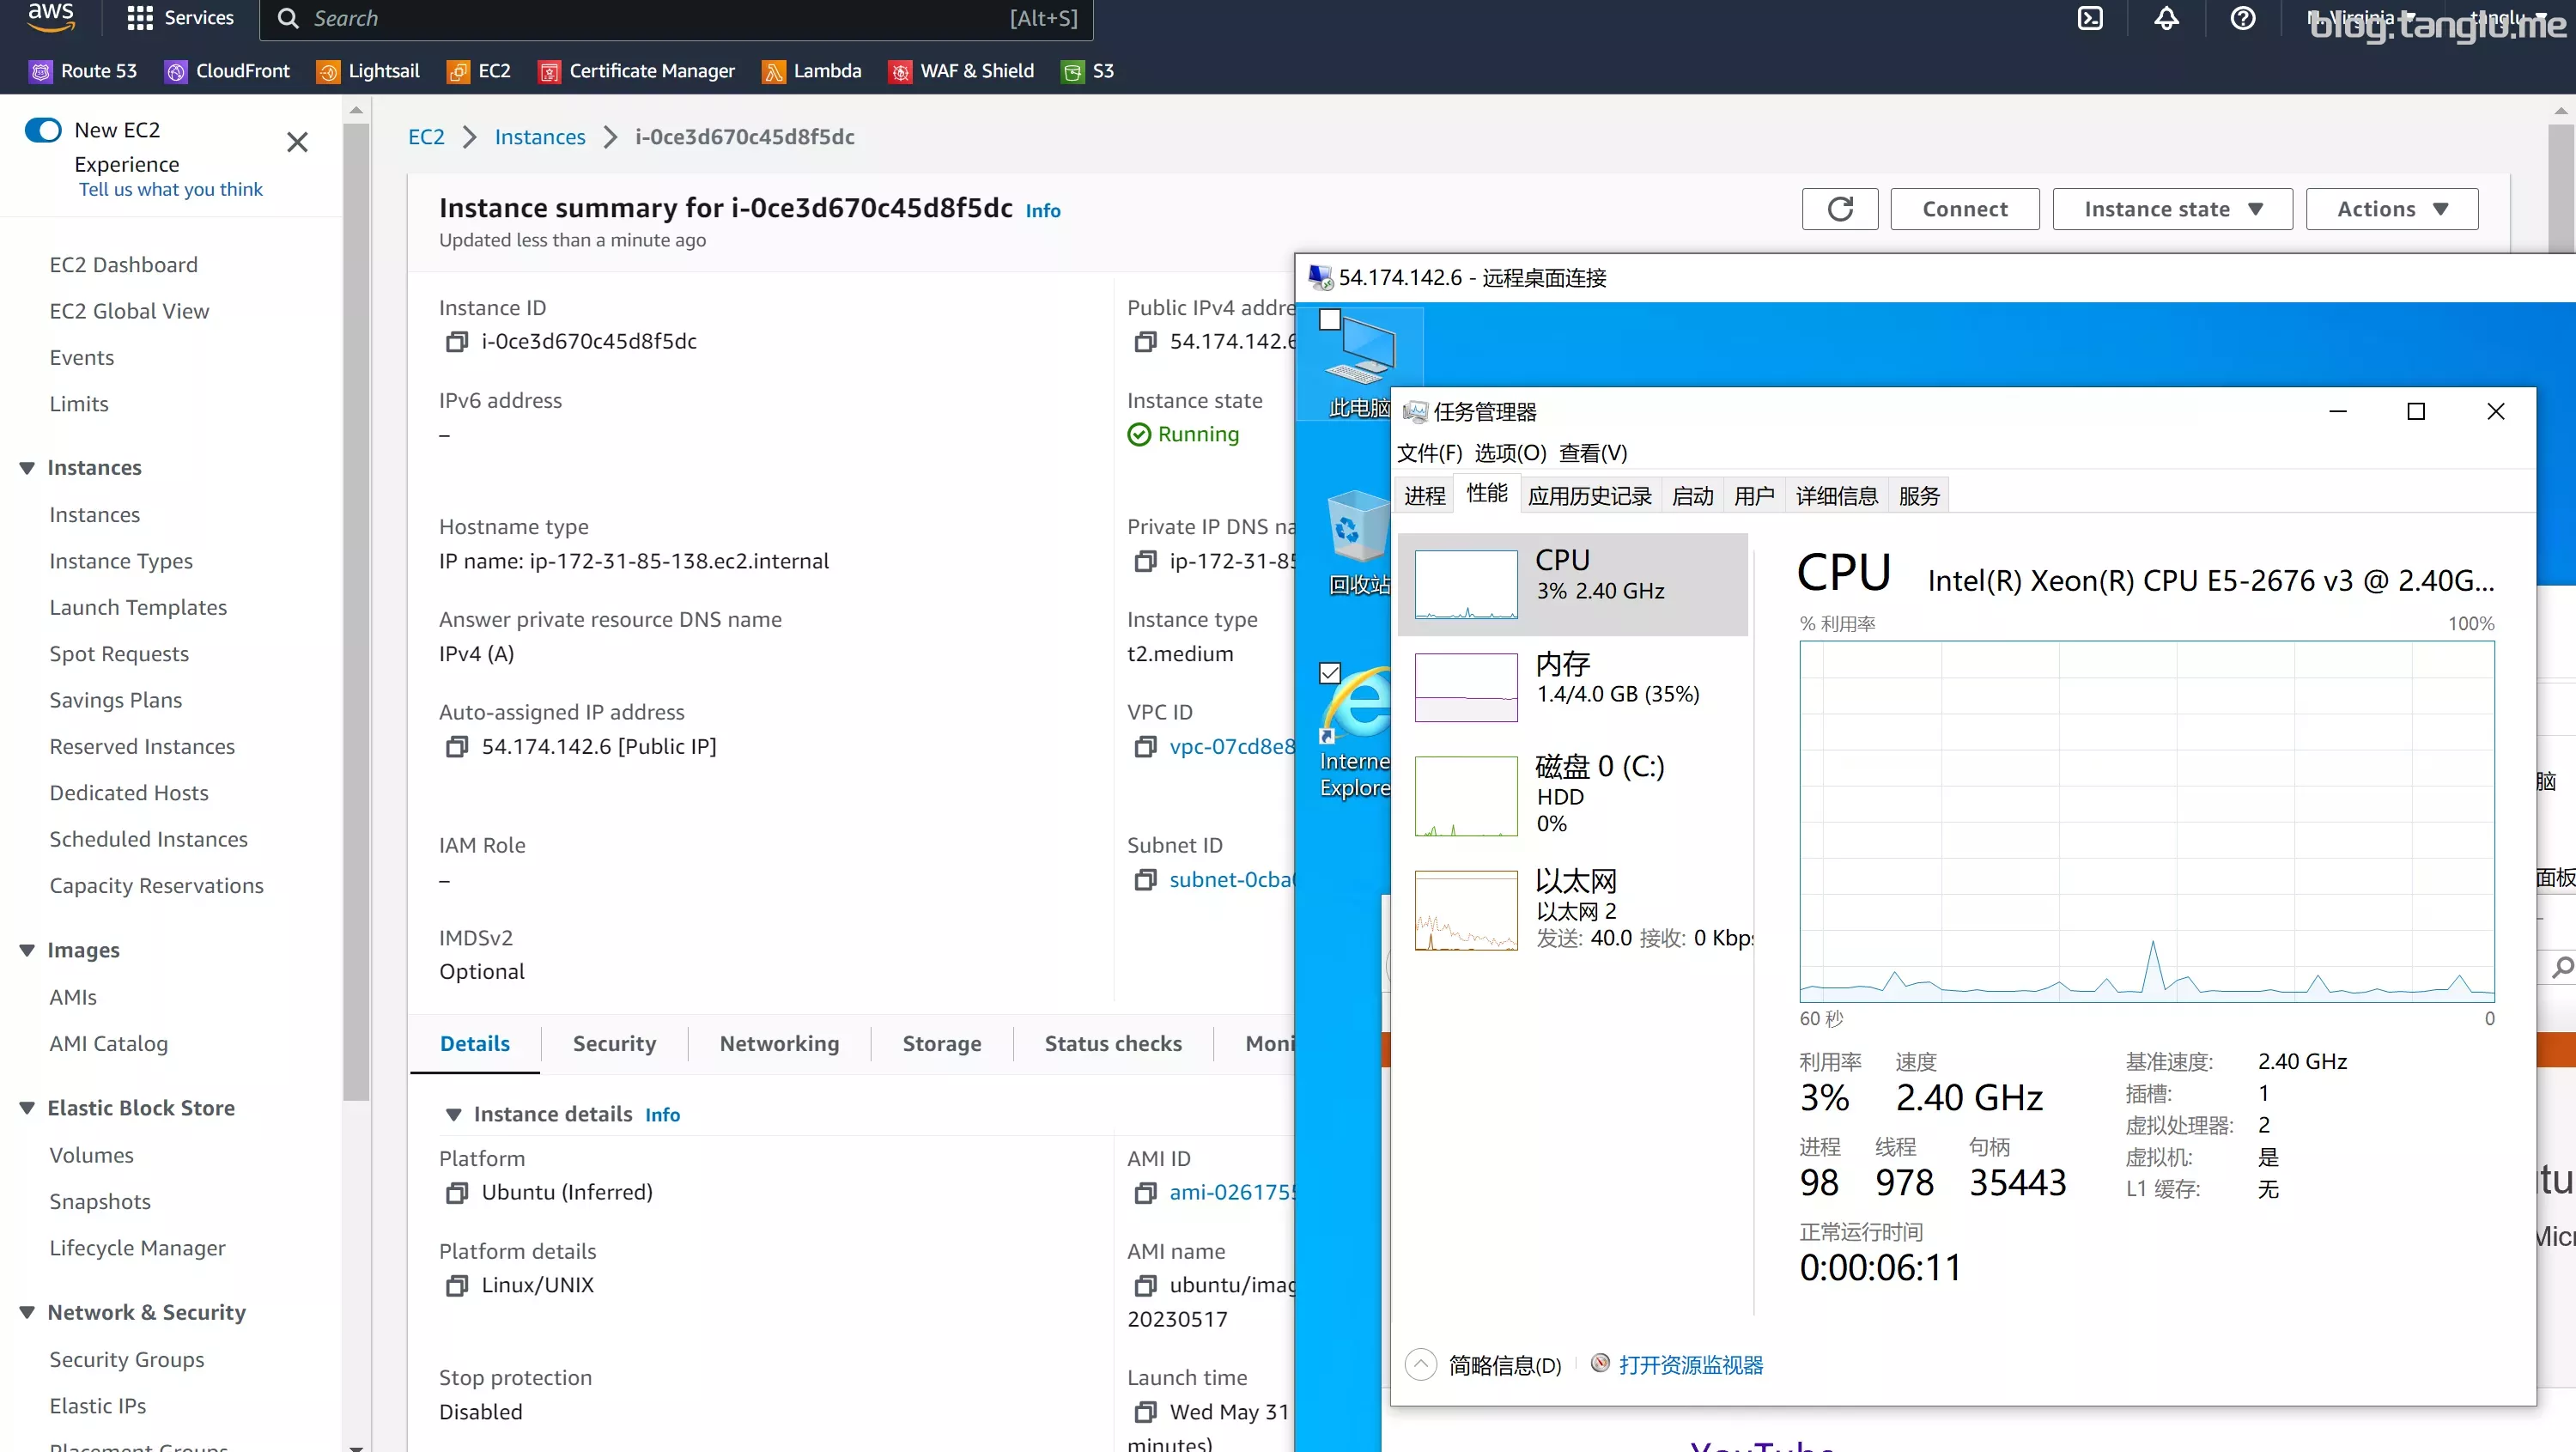 aws
Services
Search
[Alt+S]
N. Virginia
tanglu
blog.tanglu.me
Route 53
CloudFront
Lightsail
EC2
Certificate Manager
Lambda
WAF & Shield
S3
New EC2
Experience
Tell us what you think
EC2 Dashboard
EC2 Global View
Events
Limits
Instances
Instances
Instance Types
Launch Templates
Spot Requests
Savings Plans
Reserved Instances
Dedicated Hosts
Scheduled Instances
Capacity Reservations
Images
AMIs
AMI Catalog
Elastic Block Store
Volumes
Snapshots
Lifecycle Manager
Network & Security
Security Groups
Elastic IPs
Placement Groups
EC2
Instances
i-0ce3d670c45d8f5dc
Instance summary for i-0ce3d670c45d8f5dc Info
Updated less than a minute ago
Connect
Instance state
Actions
Instance ID
i-0ce3d670c45d8f5dc
IPv6 address
–
Hostname type
IP name: ip-172-31-85-138.ec2.internal
Answer private resource DNS name
IPv4 (A)
Auto-assigned IP address
54.174.142.6 [Public IP]
IAM Role
–
IMDSv2
Optional
Public IPv4 addre
54.174.142.6
Instance state
Running
Private IP DNS na
ip-172-31-85
Instance type
t2.medium
VPC ID
vpc-07cd8e8
Subnet ID
subnet-0cba
Details
Security
Networking
Storage
Status checks
Moni
Instance details Info
Platform
Ubuntu (Inferred)
Platform details
Linux/UNIX
Stop protection
Disabled
AMI ID
ami-0261755
AMI name
ubuntu/imag
20230517
Launch time
Wed May 31
minutes)
54.174.142.6 - 远程桌面连接
此电脑
回收站
Interne
Explore
任务管理器
文件(F) 选项(O) 查看(V)
进程
性能
应用历史记录
启动
用户
详细信息
服务
CPU
3% 2.40 GHz
内存
1.4/4.0 GB (35%)
磁盘 0 (C:)
HDD
0%
以太网
以太网 2
发送: 40.0 接收: 0 Kbps
CPU
Intel(R) Xeon(R) CPU E5-2676 v3 @ 2.40G...
% 利用率
100%
60 秒
0
利用率
3%
速度
2.40 GHz
进程
98
线程
978
句柄
35443
正常运行时间
0:00:06:11
基准速度: 2.40 GHz
插槽: 1
虚拟处理器: 2
虚拟机: 是
L1 缓存: 无
简略信息(D)
打开资源监视器
脑
面板
tu
Micr
YouTube